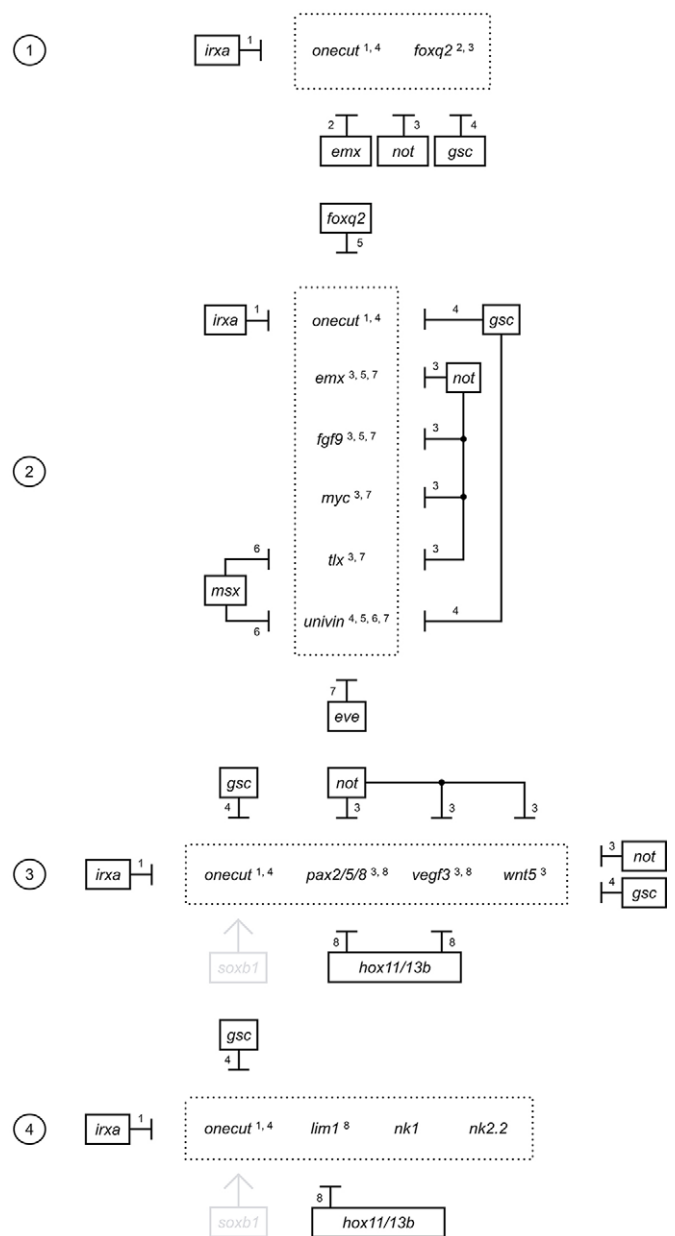 1 irxa 1 onecut 1, 4 foxq2 2, 3
2 3 4
emx not gsc
foxq2
5
irxa 1 onecut 1, 4 4 gsc
emx 3, 5, 7 3 not
fgf9 3, 5, 7 3
2
myc 3, 7 3
6 tlx 3, 7 3
msx
6 univin 4, 5, 6, 7 4
7
eve
gsc not
4 3 3 3
3 irxa 1 onecut 1, 4 pax2/5/8 3, 8 vegf3 3, 8 wnt5 3 3 not
4 gsc
8 8
soxb1 hox11/13b
gsc
4
4 irxa 1 onecut 1, 4 lim1 8 nk1 nk2.2
8
soxb1 hox11/13b